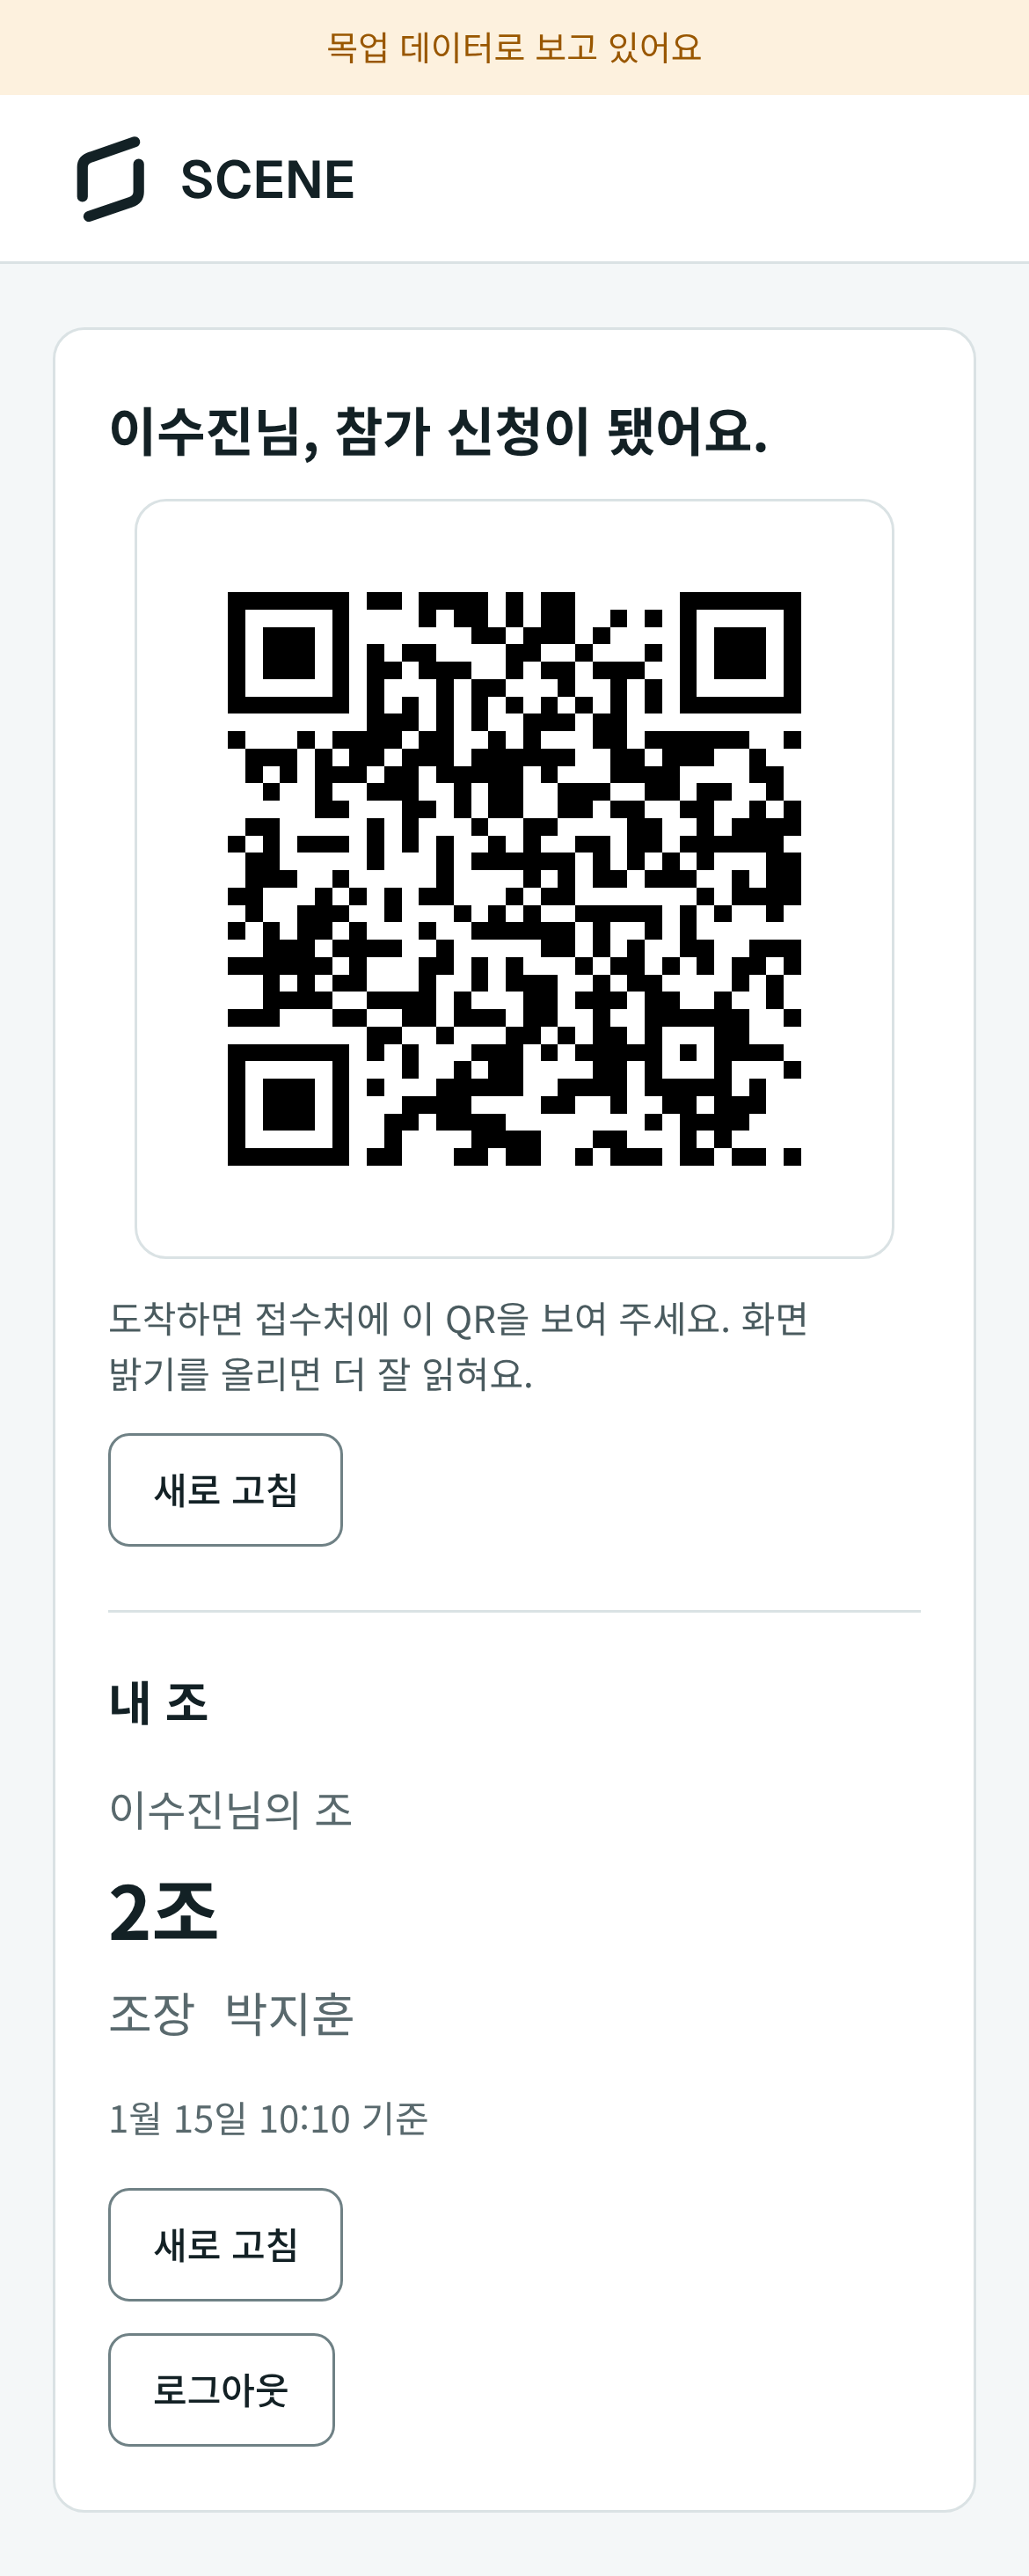 목업 데이터로 보고 있어요
SCENE
이수진님, 참가 신청이 됐어요.
도착하면 접수처에 이 QR을 보여 주세요. 화면
밝기를 올리면 더 잘 읽혀요.
새로 고침
내 조
이수진님의 조
2조
조장 박지훈
1월 15일 10:10 기준
새로 고침
로그아웃